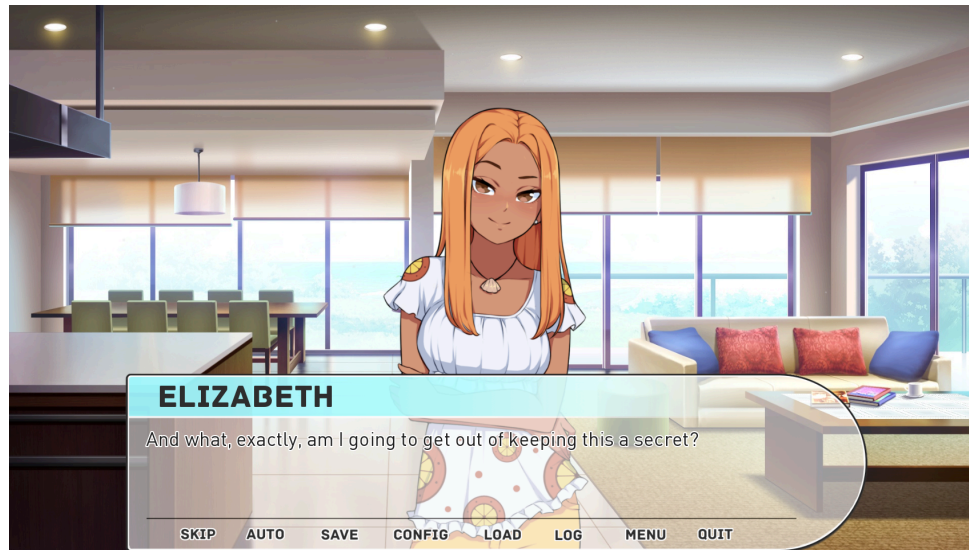 ELIZABETH
And what, exactly, am I going to get out of keeping this a secret?
SKIP AUTO SAVE CONFIG LOAD LOG MENU QUIT